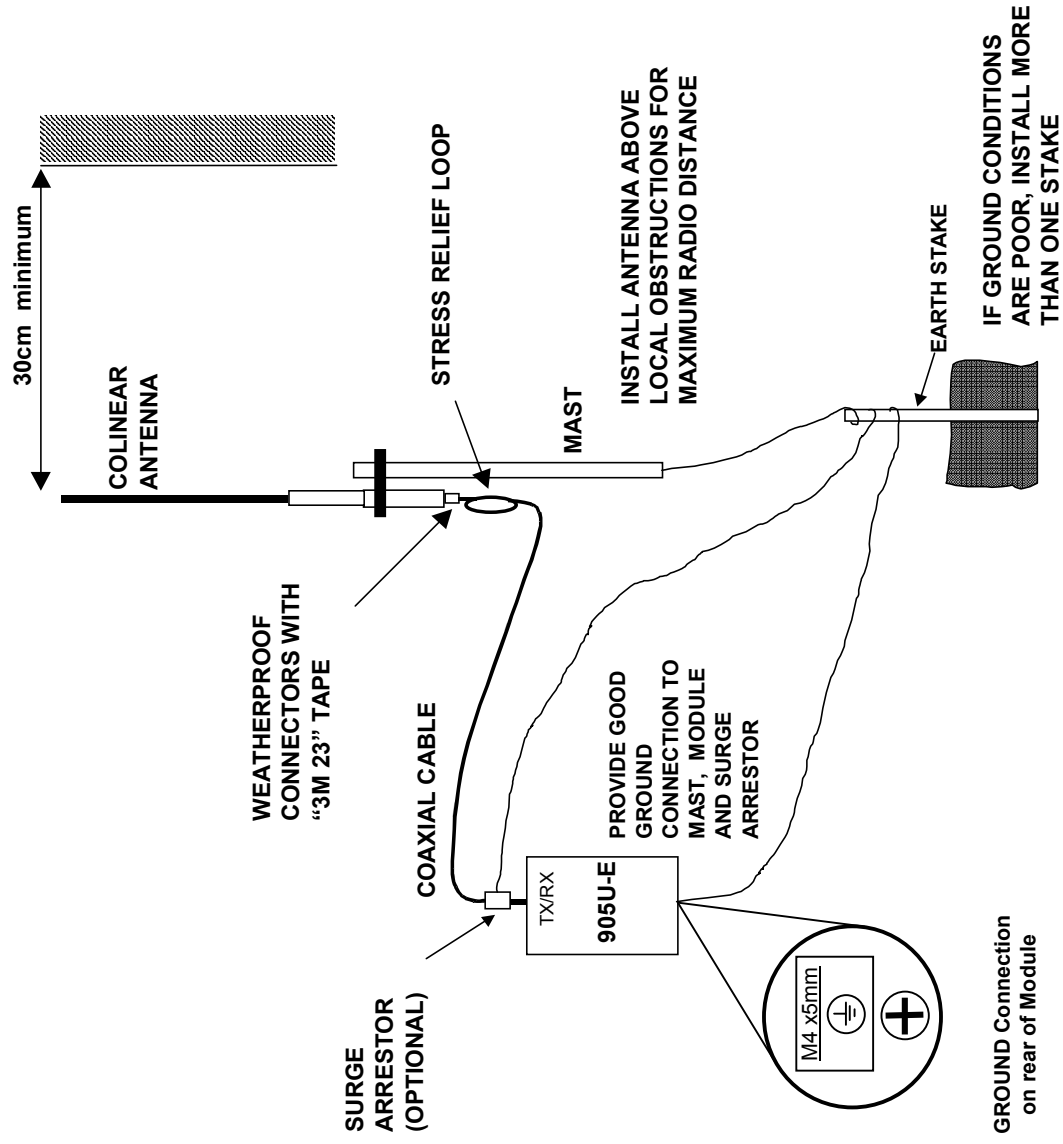 30cm minimum
COLINEAR
ANTENNA
WEATHERPROOF
CONNECTORS WITH
“3M 23” TAPE
STRESS RELIEF LOOP
COAXIAL CABLE
MAST
INSTALL ANTENNA ABOVE
LOCAL OBSTRUCTIONS FOR
MAXIMUM RADIO DISTANCE
SURGE
ARRESTOR
(OPTIONAL)
TX/RX
905U-E
PROVIDE GOOD
GROUND
CONNECTION TO
MAST, MODULE
AND SURGE
ARRESTOR
EARTH STAKE
IF GROUND CONDITIONS
ARE POOR, INSTALL MORE
THAN ONE STAKE
M4 x5mm
GROUND Connection
on rear of Module